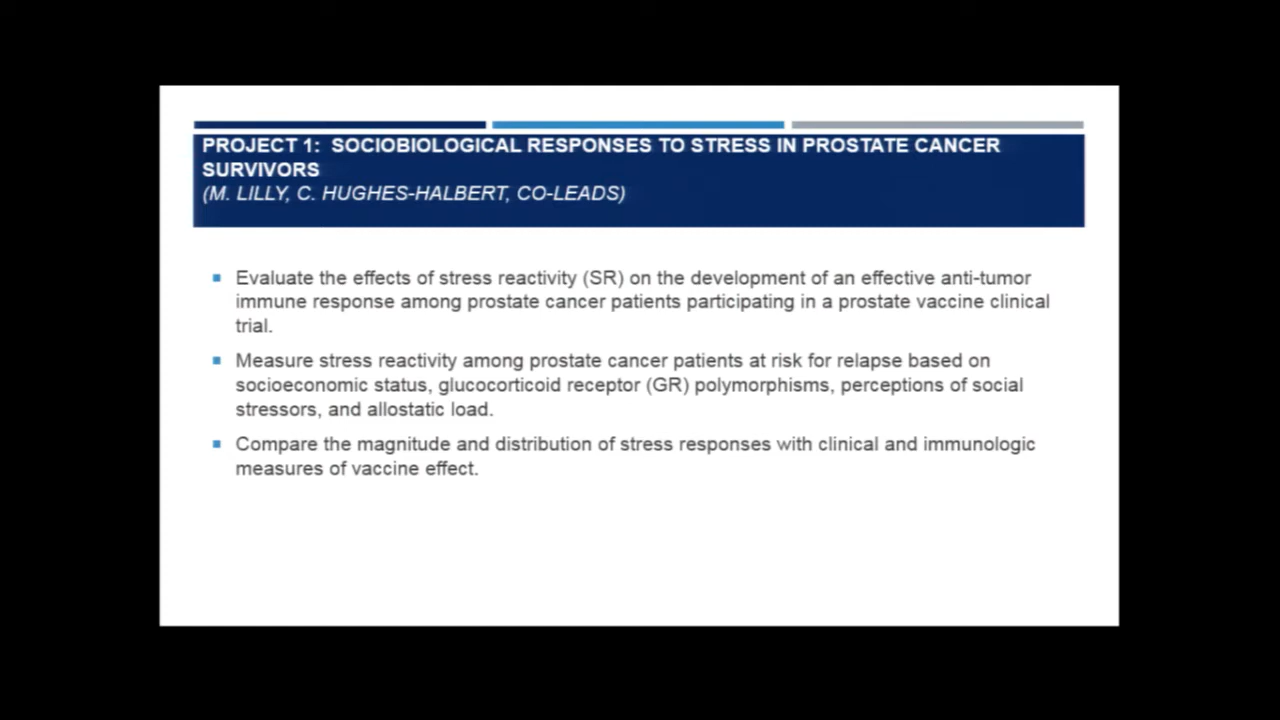 PROJECT 1: SOCIOBIOLOGICAL RESPONSES TO STRESS IN PROSTATE CANCER
SURVIVORS
(M. LILLY, C. HUGHES-HALBERT, CO-LEADS)
Evaluate the effects of stress reactivity (SR) on the development of an effective anti-tumor
immune response among prostate cancer patients participating in a prostate vaccine clinical
trial.
Measure stress reactivity among prostate cancer patients at risk for relapse based on
socioeconomic status, glucocorticoid receptor (GR) polymorphisms, perceptions of social
stressors, and allostatic load.
Compare the magnitude and distribution of stress responses with clinical and immunologic
measures of vaccine effect.